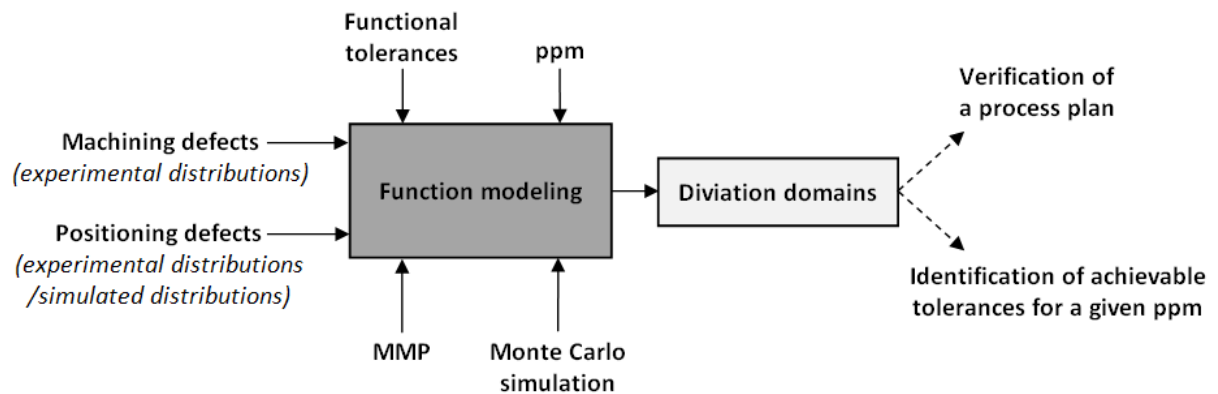 Functional
tolerances
ppm
Machining defects
(experimental distributions)
Positioning defects
(experimental distributions
/simulated distributions)
Function modeling
MMP
Monte Carlo
simulation
Diviation domains
Verification of
a process plan
Identification of achievable
tolerances for a given ppm